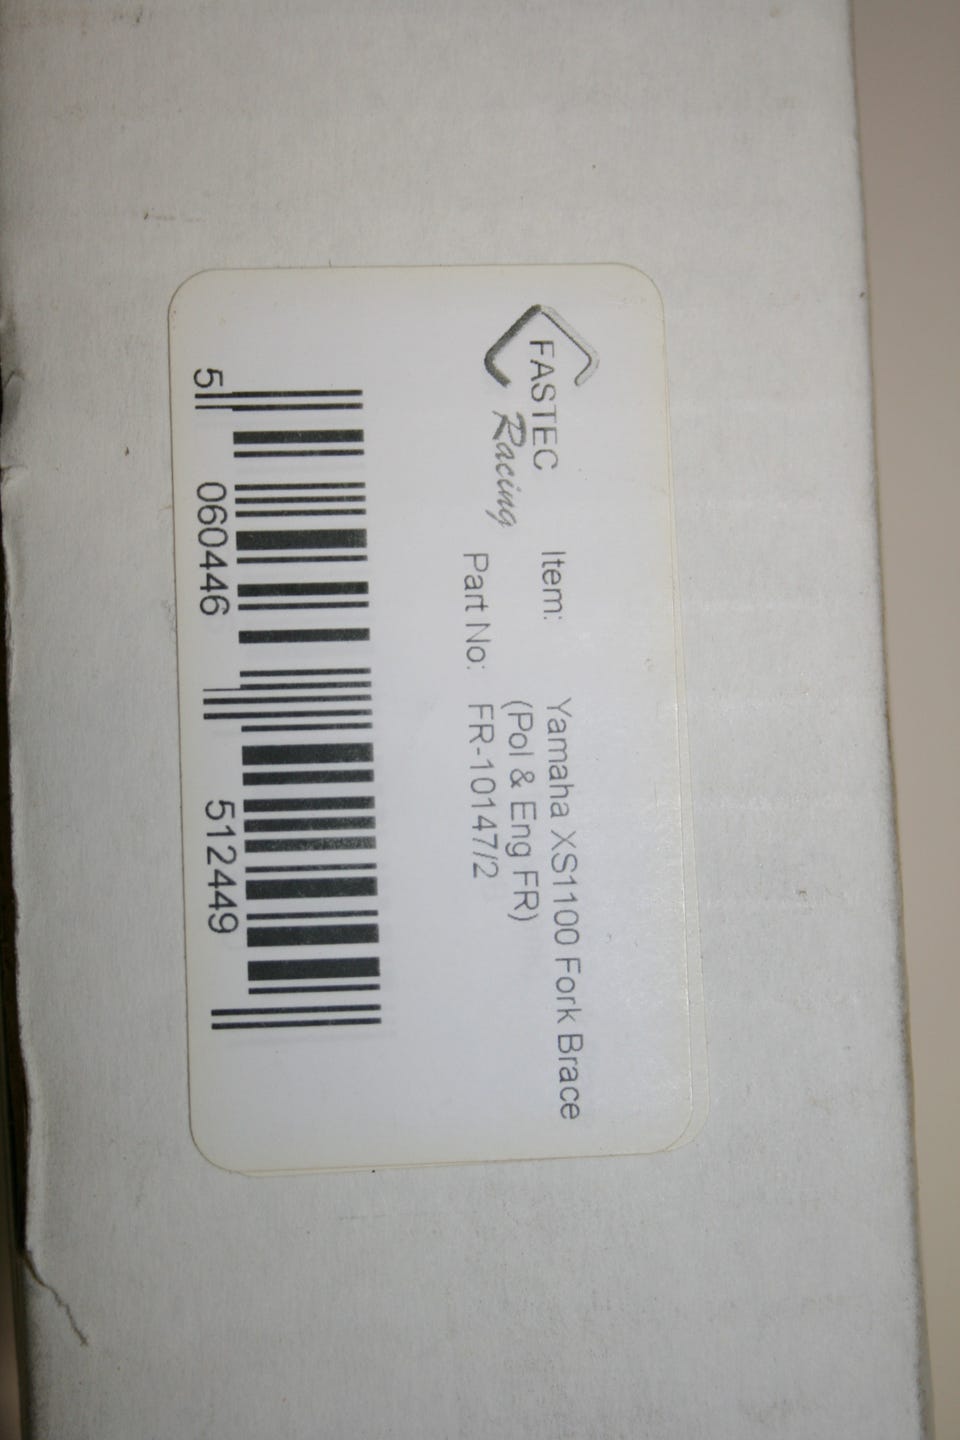 FASTEC
Racing
Item: Yamaha XS1100 Fork Brace
(Pol & Eng FR)
Part No: FR-10147/2
5 060446 512449